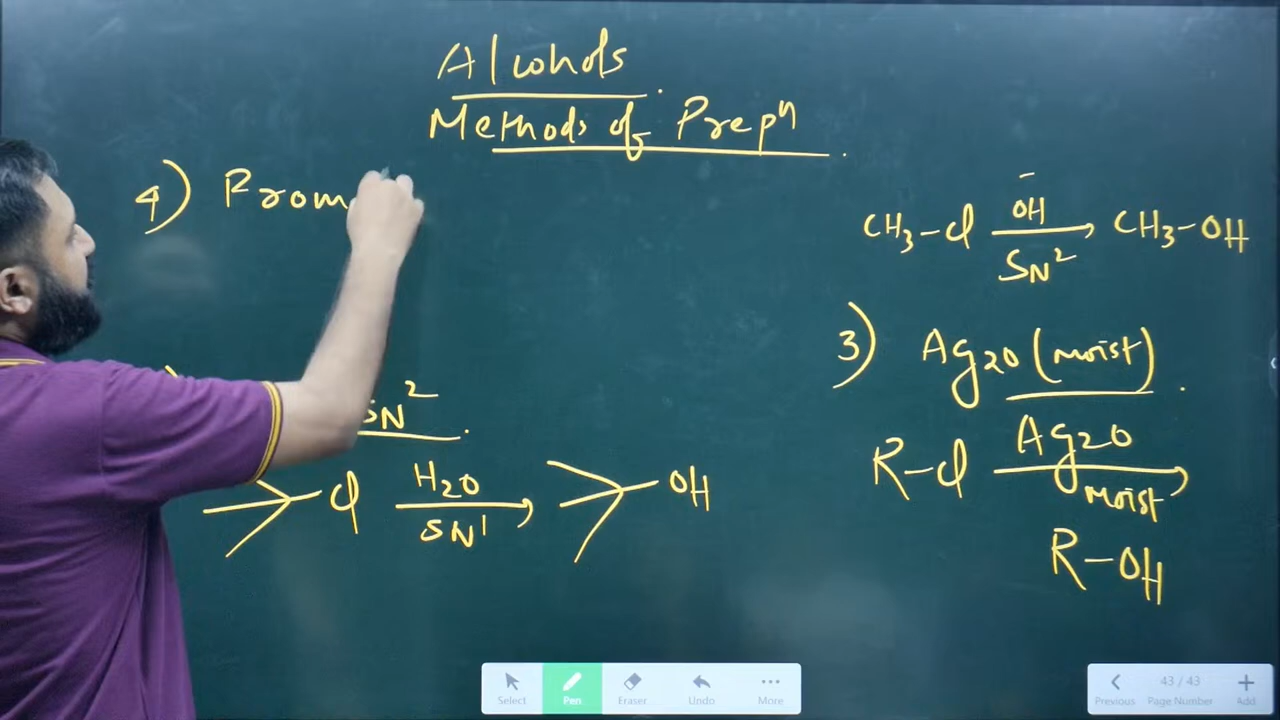 Alcohols
Methods of Prepn
4) From
CH3-Cl OH- SN2 → CH3-OH
3) Ag2O (moist)
SN2
Cl H2O SN1 → OH
R-Cl Ag2O moist →
R-OH
Select Pen Eraser Undo More
Previous 43 / 43 Page Number Add